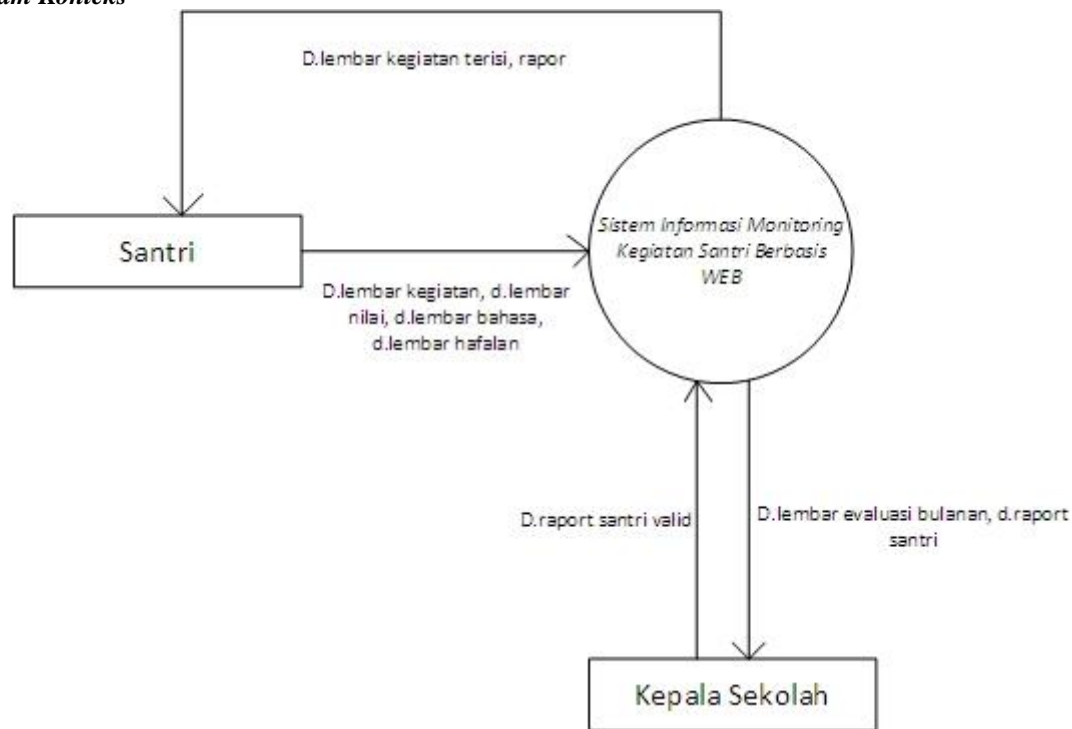 Konteks
D.lembar kegiatan terisi, rapor
Santri
Sistem Informasi Monitoring
Kegiatan Santri Berbasis
WEB
D.lembar kegiatan, d.lembar
nilai, d.lembar bahasa,
d.lembar hafalan
D.raport santri valid
D.lembar evaluasi bulanan, d.raport
santri
Kepala Sekolah